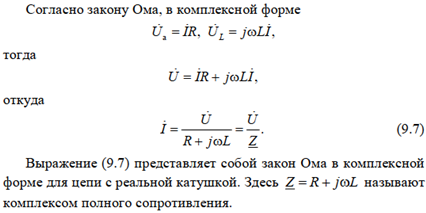 Согласно закону Ома, в комплексной форме
U̇ₐ = İR, U̇_L = jωLİ,
тогда
U̇ = İR + jωLİ,
откуда
İ = U̇ / (R + jωL) = U̇ / Z̲. (9.7)
Выражение (9.7) представляет собой закон Ома в комплексной
форме для цепи с реальной катушкой. Здесь Z̲ = R + jωL называют
комплексом полного сопротивления.